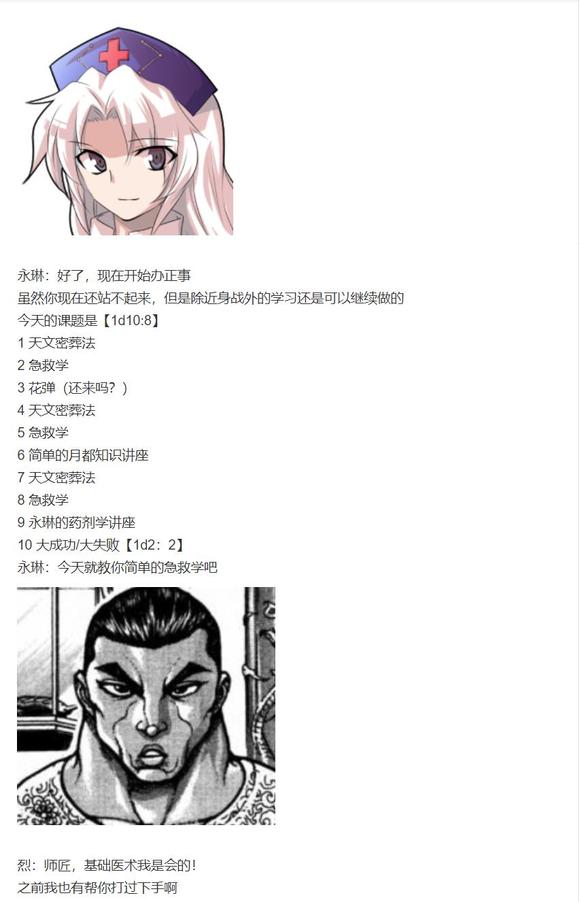 永琳：好了，现在开始办正事
虽然你现在还站不起来，但是除近身战外的学习还是可以继续做的
今天的课题是【1d10:8】
1 天文密葬法
2 急救学
3 花弹（还来吗？）
4 天文密葬法
5 急救学
6 简单的月都知识讲座
7 天文密葬法
8 急救学
9 永琳的药剂学讲座
10 大成功/大失败【1d2：2】
永琳：今天就教你简单的急救学吧
烈：师匠，基础医术我是会的！
之前我也有帮你打过下手啊